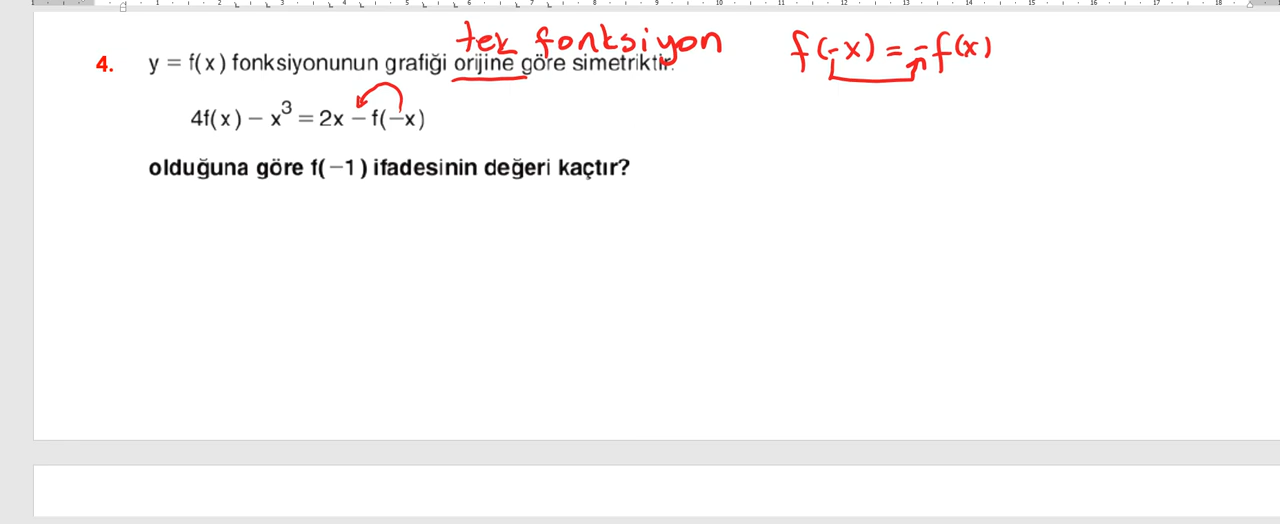 tek fonksiyon f(-x) = -f(x)
4. y = f(x) fonksiyonunun grafiği orijine göre simetriktir.
4f(x) – x³ = 2x – f(–x)
olduğuna göre f(–1) ifadesinin değeri kaçtır?